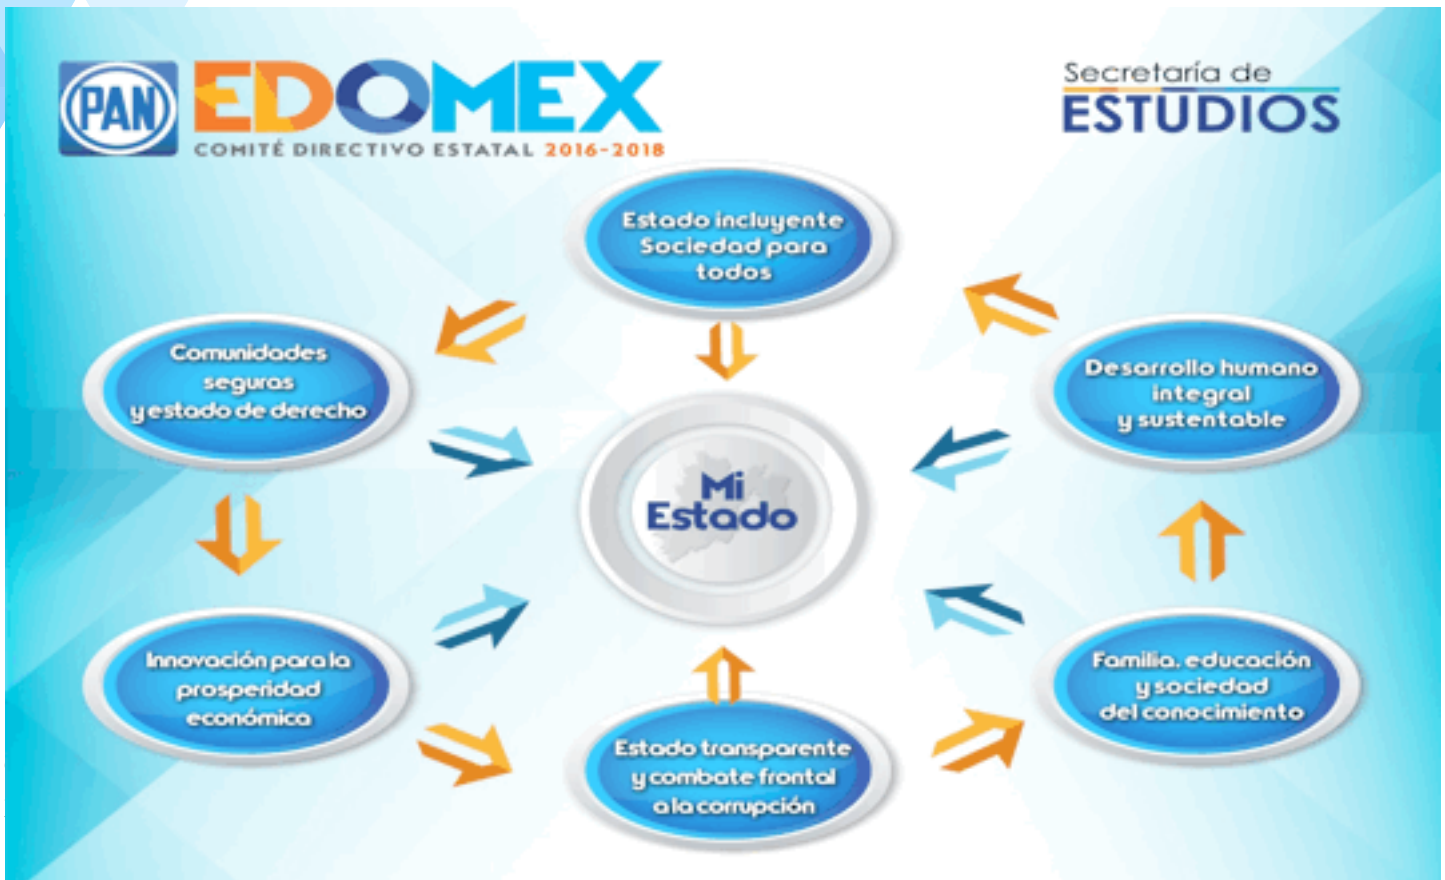 PAN
EDOMEX
COMITÉ DIRECTIVO ESTATAL 2016-2018
Secretaría de
ESTUDIOS
Estado incluyente
Sociedad para
todos
Comunidades
seguras
y estado de derecho
Desarrollo humano
integral
y sustentable
Mi
Estado
Innovación para la
prosperidad
económica
Familia, educación
y sociedad
del conocimiento
Estado transparente
y combate frontal
a la corrupción